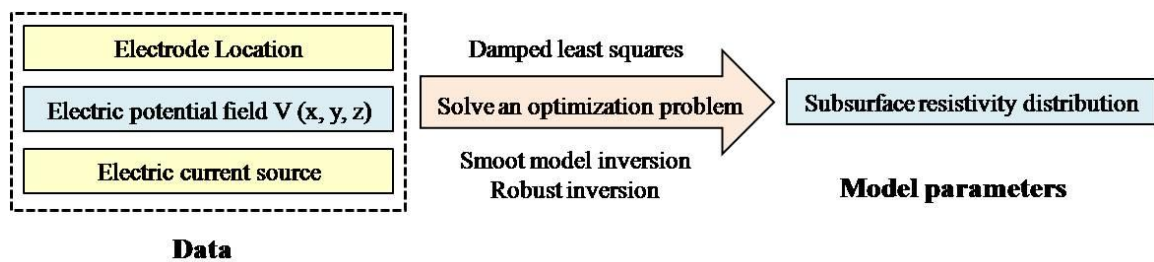 Electrode Location
Electric potential field V (x, y, z)
Electric current source
Data
Damped least squares
Solve an optimization problem
Smoot model inversion
Robust inversion
Subsurface resistivity distribution
Model parameters